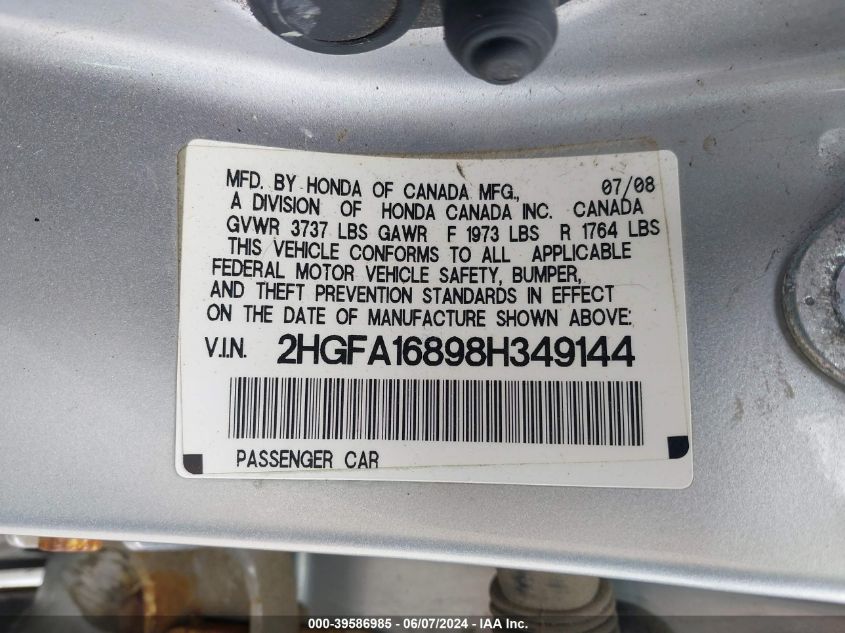 MFD. BY HONDA OF CANADA MFG., 07/08
A DIVISION OF HONDA CANADA INC. CANADA
GVWR 3737 LBS GAWR F 1973 LBS R 1764 LBS
THIS VEHICLE CONFORMS TO ALL APPLICABLE
FEDERAL MOTOR VEHICLE SAFETY, BUMPER,
AND THEFT PREVENTION STANDARDS IN EFFECT
ON THE DATE OF MANUFACTURE SHOWN ABOVE:
V.I.N. 2HGFA16898H349144
PASSENGER CAR
000-39586985 - 06/07/2024 - IAA Inc.